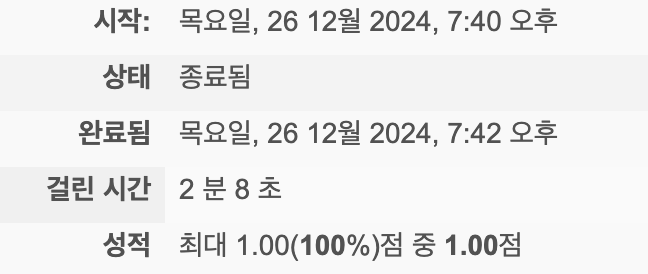 시작: 목요일, 26 12월 2024, 7:40 오후
상태 종료됨
완료됨 목요일, 26 12월 2024, 7:42 오후
걸린 시간 2 분 8 초
성적 최대 1.00(100%)점 중 1.00점